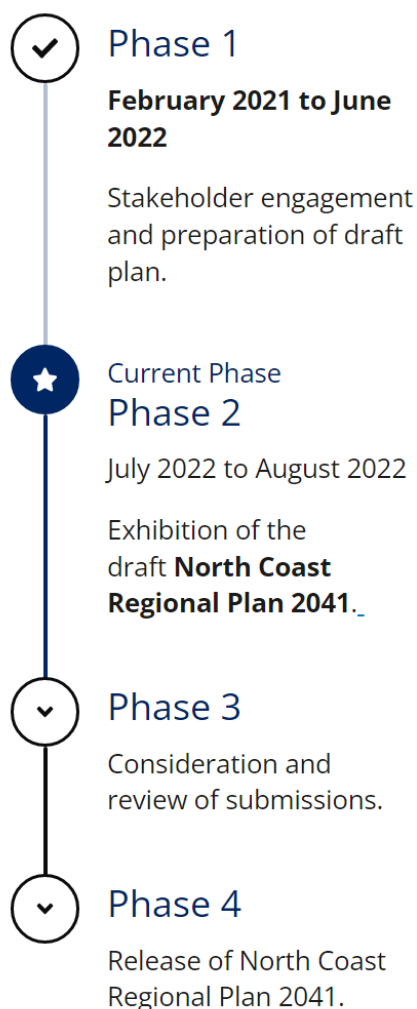 Phase 1
February 2021 to June
2022
Stakeholder engagement
and preparation of draft
plan.
Current Phase
Phase 2
July 2022 to August 2022
Exhibition of the
draft North Coast
Regional Plan 2041.
Phase 3
Consideration and
review of submissions.
Phase 4
Release of North Coast
Regional Plan 2041.